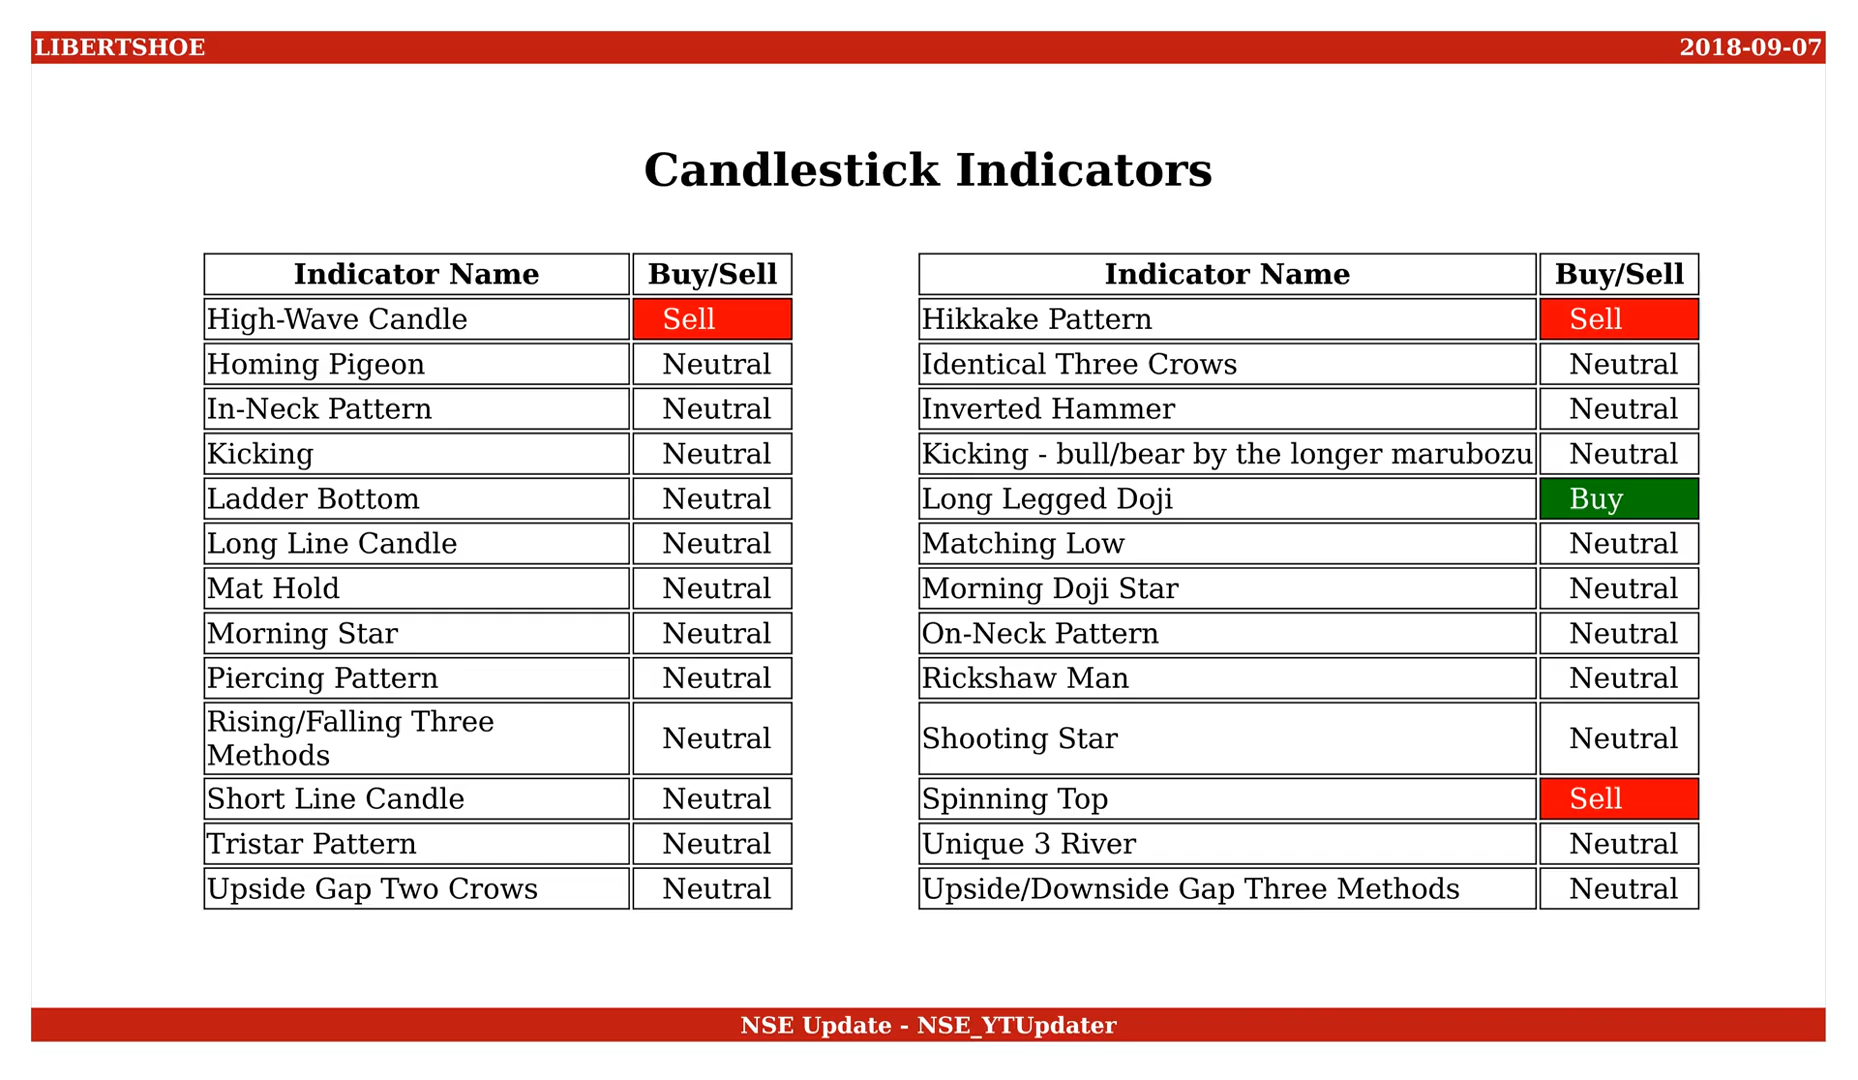 LIBERTSHOE 2018-09-07
Candlestick Indicators
Indicator Name Buy/Sell
High-Wave Candle Sell
Homing Pigeon Neutral
In-Neck Pattern Neutral
Kicking Neutral
Ladder Bottom Neutral
Long Line Candle Neutral
Mat Hold Neutral
Morning Star Neutral
Piercing Pattern Neutral
Rising/Falling Three
Methods Neutral
Short Line Candle Neutral
Tristar Pattern Neutral
Upside Gap Two Crows Neutral
Indicator Name Buy/Sell
Hikkake Pattern Sell
Identical Three Crows Neutral
Inverted Hammer Neutral
Kicking - bull/bear by the longer marubozu Neutral
Long Legged Doji Buy
Matching Low Neutral
Morning Doji Star Neutral
On-Neck Pattern Neutral
Rickshaw Man Neutral
Shooting Star Neutral
Spinning Top Sell
Unique 3 River Neutral
Upside/Downside Gap Three Methods Neutral
NSE Update - NSE_YTUpdater